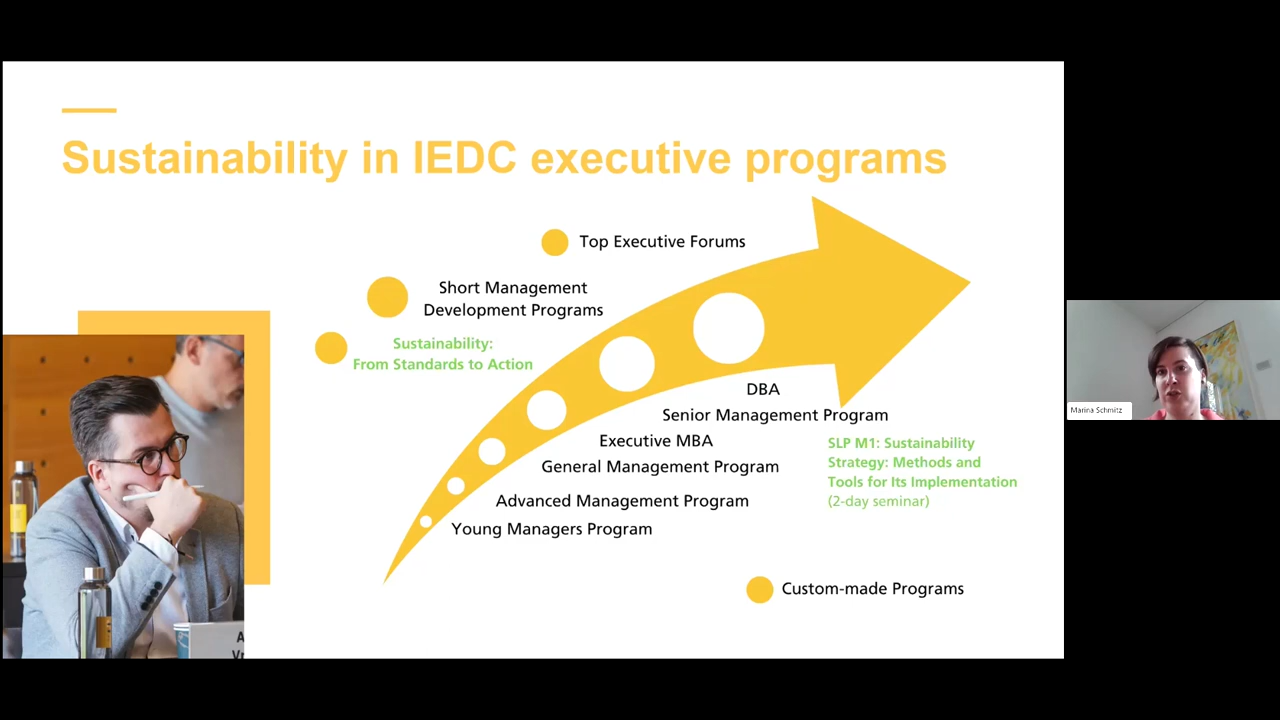 Sustainability in IEDC executive programs
Top Executive Forums
Short Management
Development Programs
Sustainability:
From Standards to Action
DBA
Senior Management Program
Executive MBA
General Management Program
Advanced Management Program
Young Managers Program
SLP M1: Sustainability
Strategy: Methods and
Tools for Its Implementation
(2-day seminar)
Custom-made Programs
Marina Schmitz
A
Vr